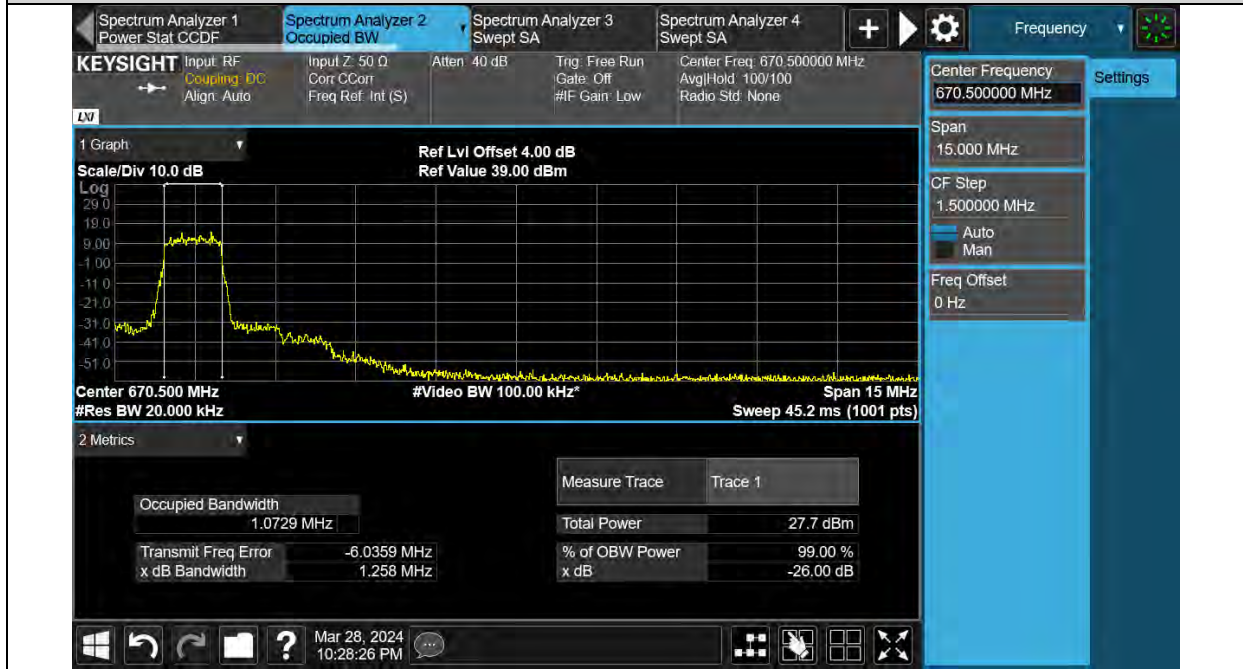 Spectrum Analyzer 1
Power Stat CCDF
Spectrum Analyzer 2
Occupied BW
Spectrum Analyzer 3
Swept SA
Spectrum Analyzer 4
Swept SA
+
Frequency
KEYSIGHT
Input: RF
Coupling: DC
Align: Auto
Input Z: 50 Ω
Corr CCorr
Freq Ref: Int (S)
Atten: 40 dB
Trig: Free Run
Gate: Off
#IF Gain: Low
Center Freq: 670.500000 MHz
Avg|Hold: 100/100
Radio Std: None
LXI
Center Frequency
670.500000 MHz
Settings
Span
15.000 MHz
CF Step
1.500000 MHz
Auto
Man
Freq Offset
0 Hz
1 Graph
Scale/Div 10.0 dB
Ref Lvl Offset 4.00 dB
Ref Value 39.00 dBm
Log
29.0
19.0
9.00
-1.00
-11.0
-21.0
-31.0
-41.0
-51.0
Center 670.500 MHz
#Res BW 20.000 kHz
#Video BW 100.00 kHz*
Span 15 MHz
Sweep 45.2 ms (1001 pts)
2 Metrics
Measure Trace
Trace 1
Occupied Bandwidth
1.0729 MHz
Total Power
27.7 dBm
Transmit Freq Error
-6.0359 MHz
% of OBW Power
99.00 %
x dB Bandwidth
1.258 MHz
x dB
-26.00 dB
?
Mar 28, 2024
10:28:26 PM